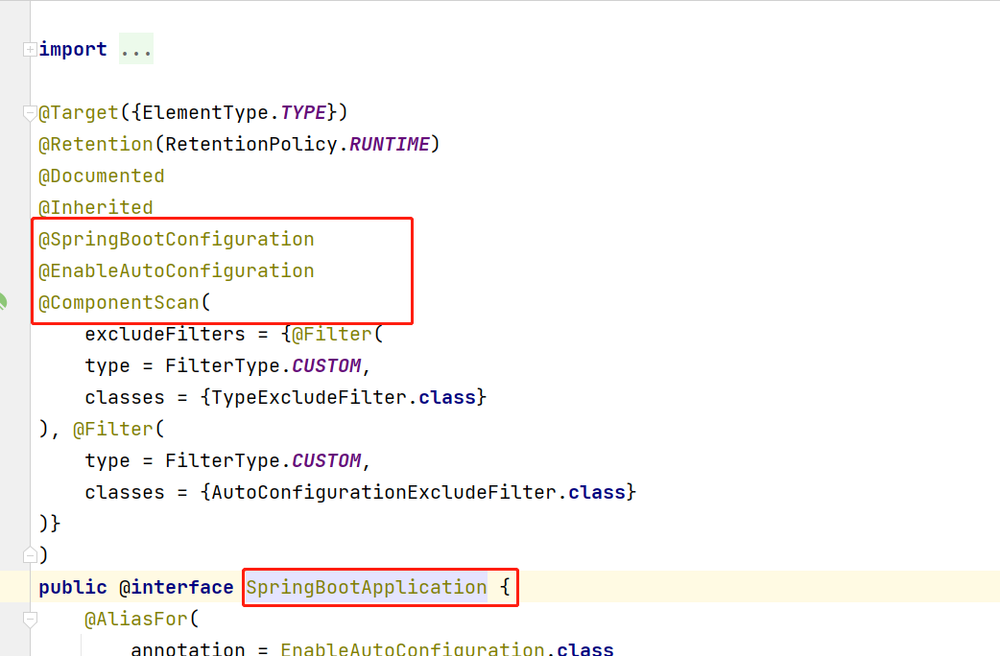 import ...
@Target({ElementType.TYPE})
@Retention(RetentionPolicy.RUNTIME)
@Documented
@Inherited
@SpringBootConfiguration
@EnableAutoConfiguration
@ComponentScan(
    excludeFilters = {@Filter(
    type = FilterType.CUSTOM,
    classes = {TypeExcludeFilter.class}
), @Filter(
    type = FilterType.CUSTOM,
    classes = {AutoConfigurationExcludeFilter.class}
)}
)
public @interface SpringBootApplication {
    @AliasFor(
        annotation = EnableAutoConfiguration.class